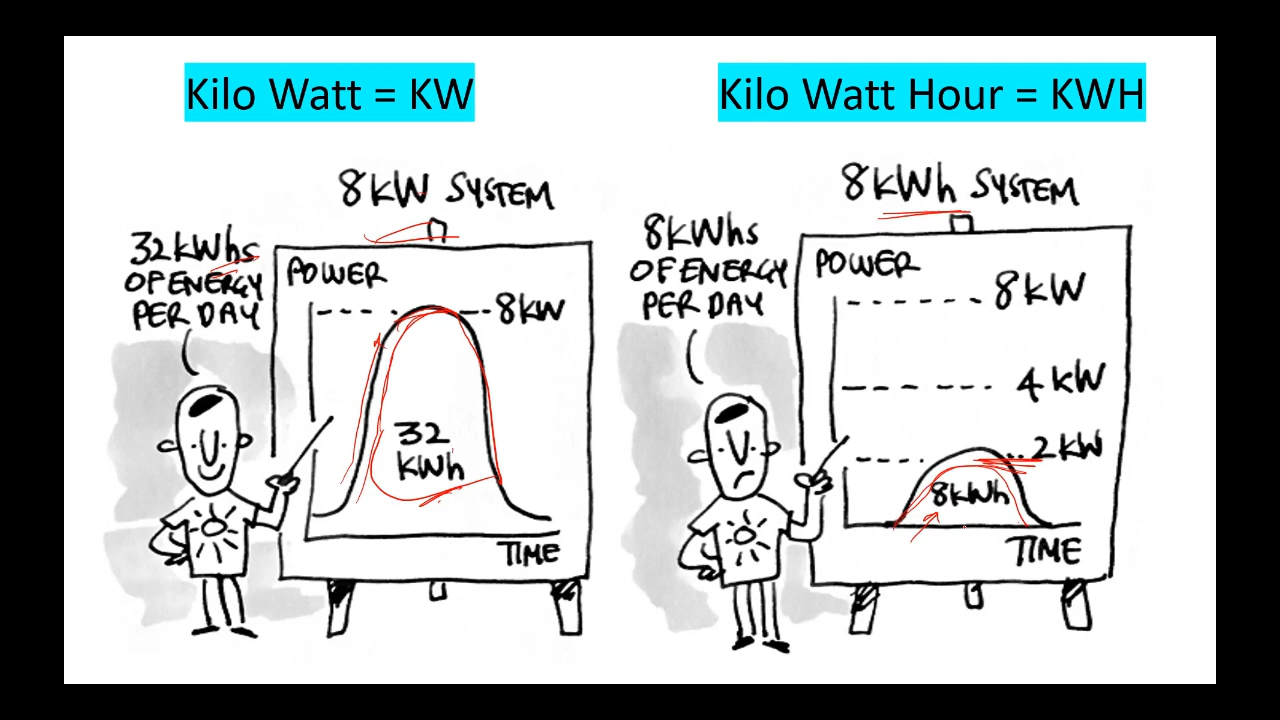 Kilo Watt = KW
8kW SYSTEM
32kWhs
OF ENERGY
PER DAY
POWER
8kW
32
kWh
TIME
Kilo Watt Hour = KWH
8kWh SYSTEM
8kWhs
OF ENERGY
PER DAY
POWER
8kW
4kW
2kW
8kWh
TIME